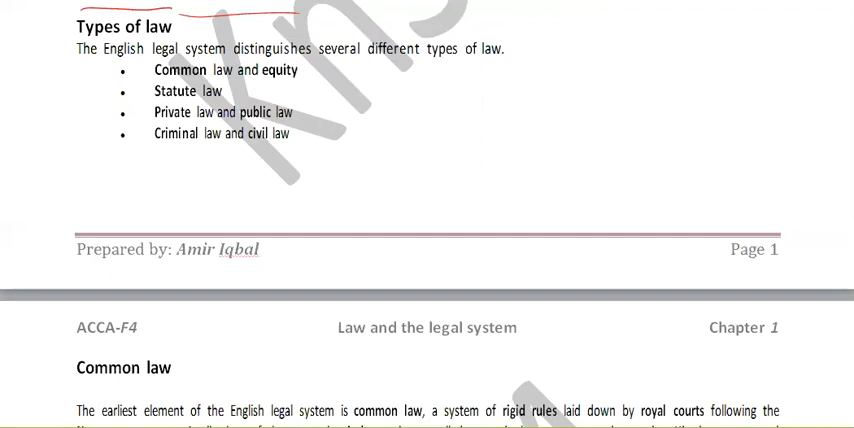 Types of law
The English legal system distinguishes several different types of law.
• Common law and equity
• Statute law
• Private law and public law
• Criminal law and civil law
Prepared by: Amir Iqbal Page 1
ACCA-F4 Law and the legal system Chapter 1
Common law
The earliest element of the English legal system is common law, a system of rigid rules laid down by royal courts following the